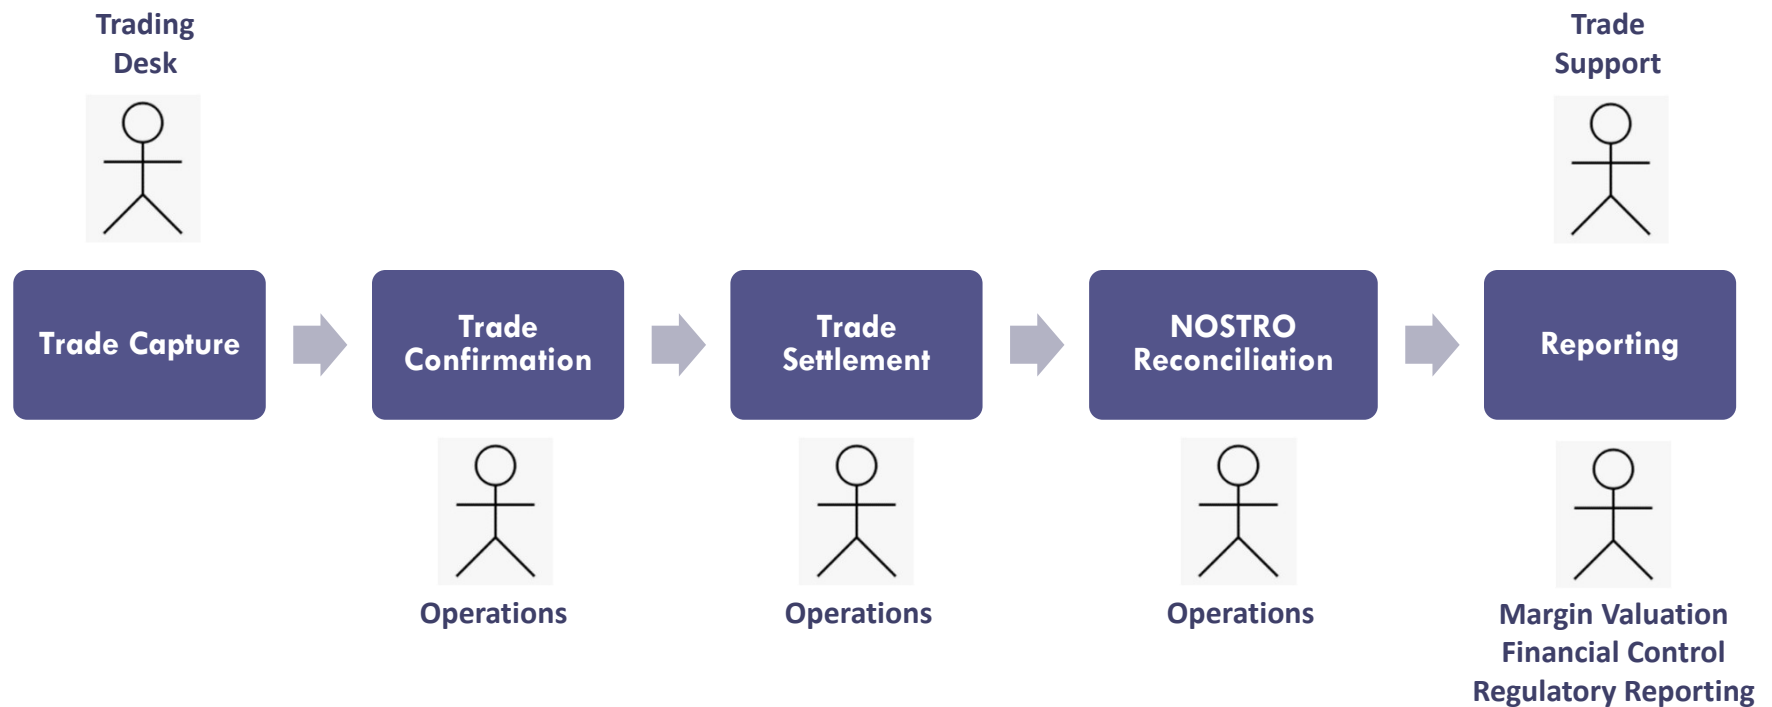 Trading
Desk
Trade
Support
Trade Capture
Trade
Confirmation
Trade
Settlement
NOSTRO
Reconciliation
Reporting
Operations
Operations
Operations
Margin Valuation
Financial Control
Regulatory Reporting